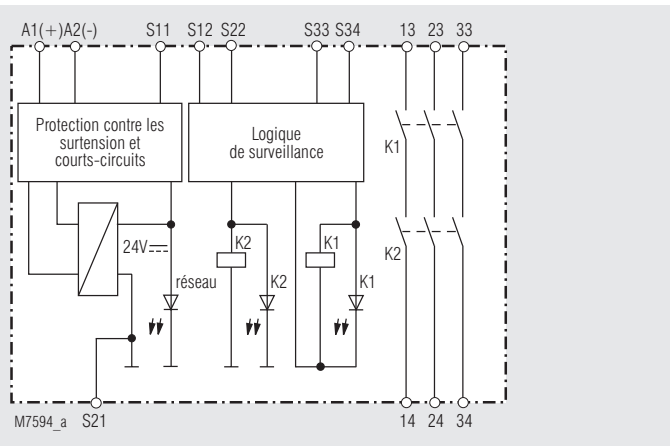 A1(+) A2(-) S11 S12 S22 S33 S34 13 23 33
Protection contre les
surtension et
courts-circuits
Logique
de surveillance
K1
24V
K2
K1
K2
réseau
K2
K1
M7594_a S21 14 24 34